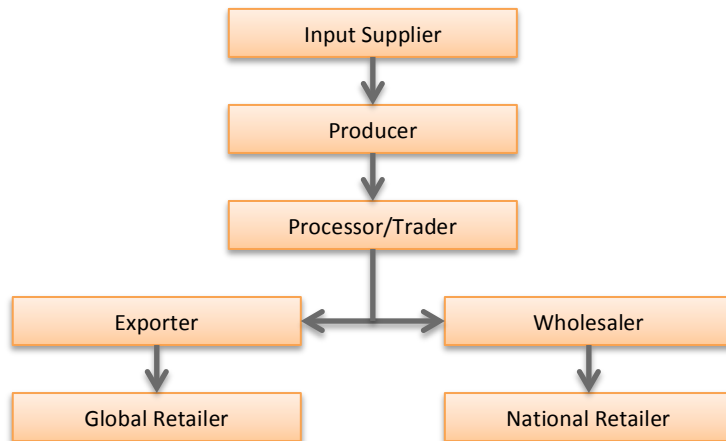 Input Supplier
Producer
Processor/Trader
Exporter
Wholesaler
Global Retailer
National Retailer